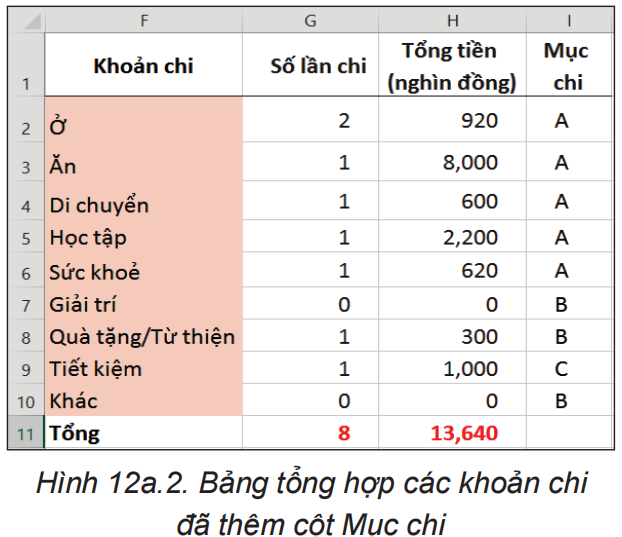 F G H I
1 Khoản chi Số lần chi Tổng tiền (nghìn đồng) Mục chi
2 Ở 2 920 A
3 Ăn 1 8,000 A
4 Di chuyển 1 600 A
5 Học tập 1 2,200 A
6 Sức khoẻ 1 620 A
7 Giải trí 0 0 B
8 Quà tặng/Từ thiện 1 300 B
9 Tiết kiệm 1 1,000 C
10 Khác 0 0 B
11 Tổng 8 13,640
Hình 12a.2. Bảng tổng hợp các khoản chi
đã thêm côt Muc chi